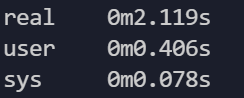 real    0m2.119s
user    0m0.406s
sys     0m0.078s